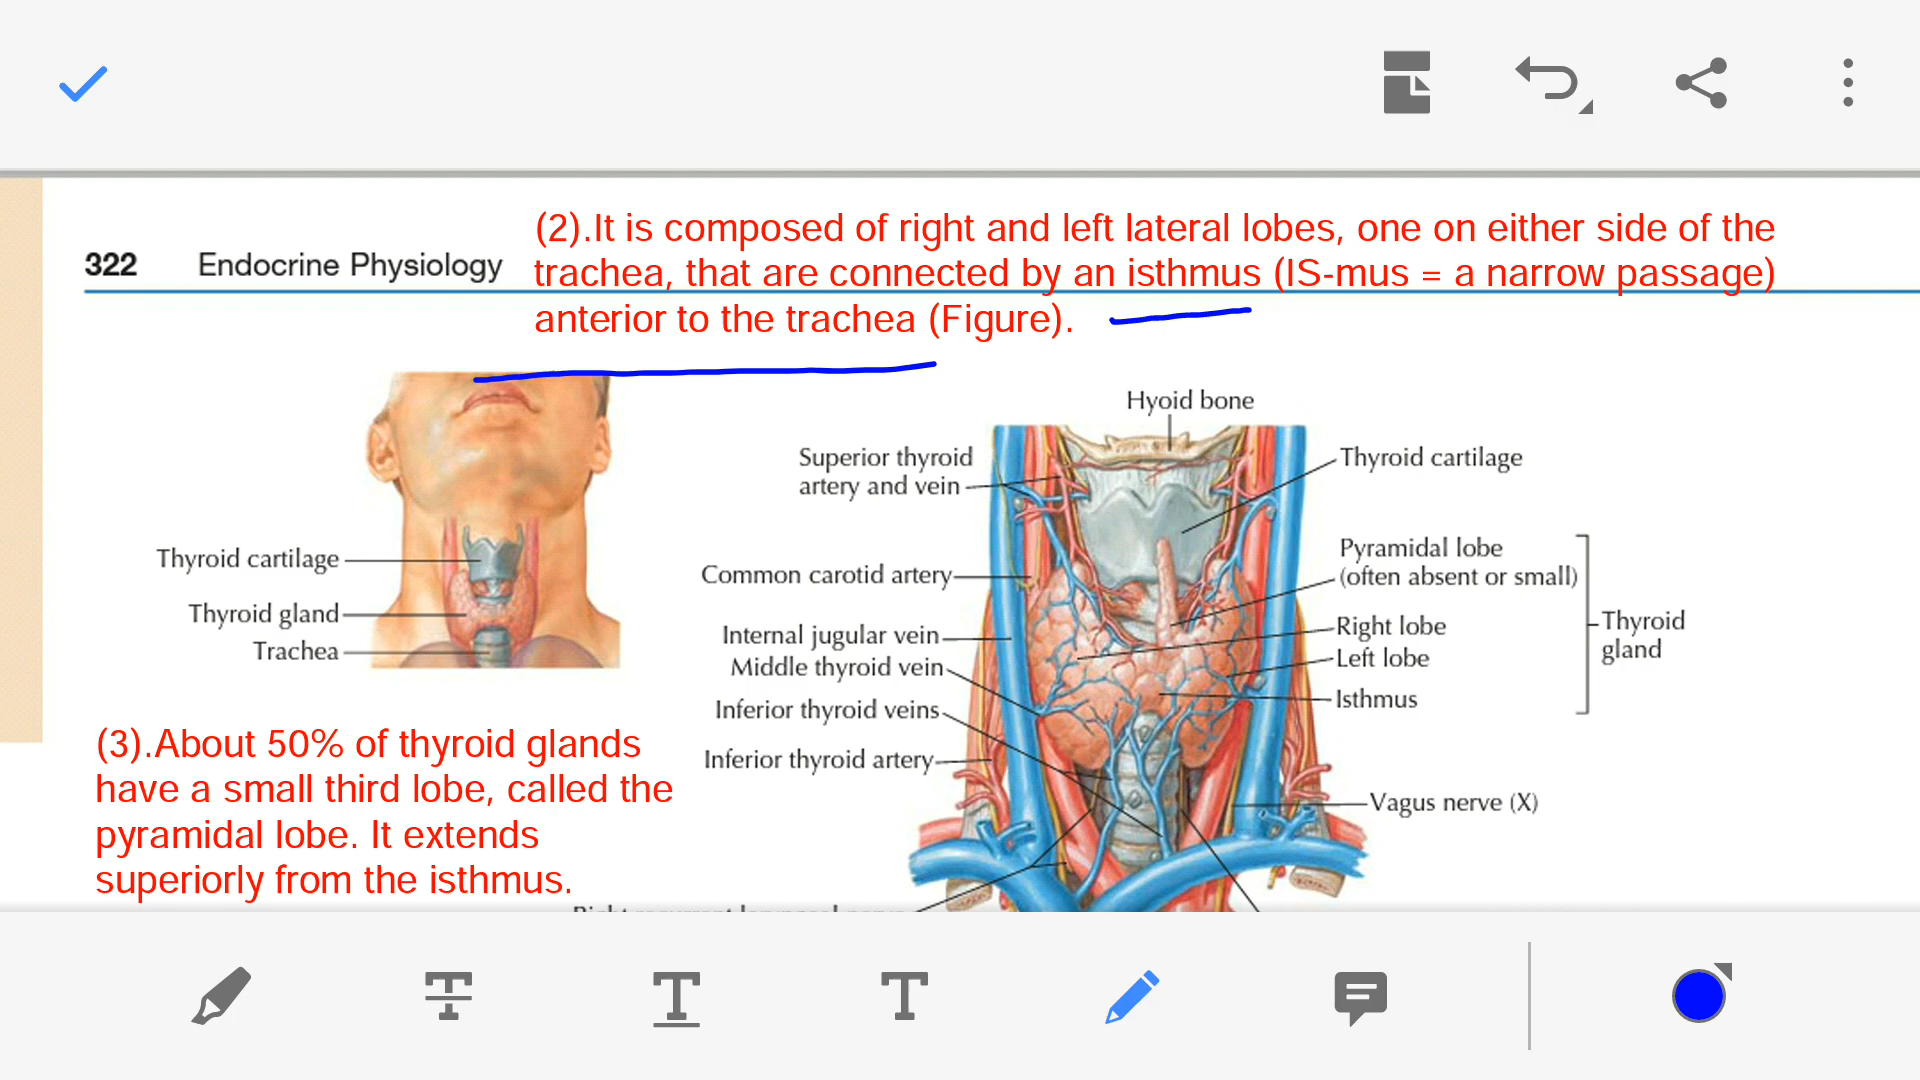 (2).It is composed of right and left lateral lobes, one on either side of the
322 Endocrine Physiology
trachea, that are connected by an isthmus (IS-mus = a narrow passage)
anterior to the trachea (Figure).
Hyoid bone
Superior thyroid
artery and vein
Thyroid cartilage
Thyroid cartilage
Thyroid gland
Trachea
Common carotid artery
Pyramidal lobe
(often absent or small)
Internal jugular vein
Right lobe
Thyroid
gland
Middle thyroid vein
Left lobe
Inferior thyroid veins
Isthmus
Inferior thyroid artery
Vagus nerve (X)
(3).About 50% of thyroid glands
have a small third lobe, called the
pyramidal lobe. It extends
superiorly from the isthmus.